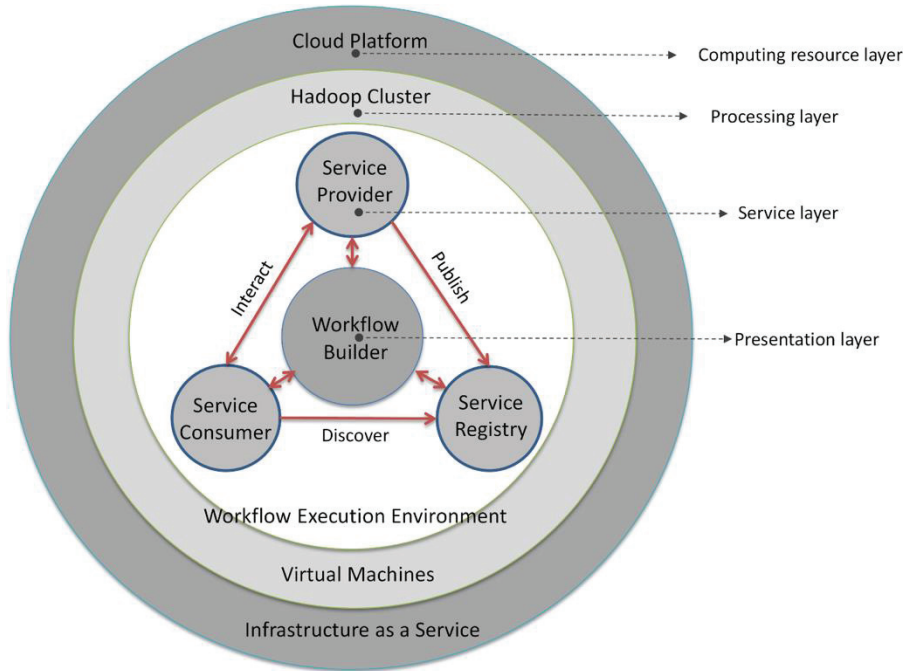 Cloud Platform
Computing resource layer
Hadoop Cluster
Processing layer
Service
Provider
Service layer
Interact
Publish
Workflow
Builder
Presentation layer
Service
Consumer
Discover
Service
Registry
Workflow Execution Environment
Virtual Machines
Infrastructure as a Service